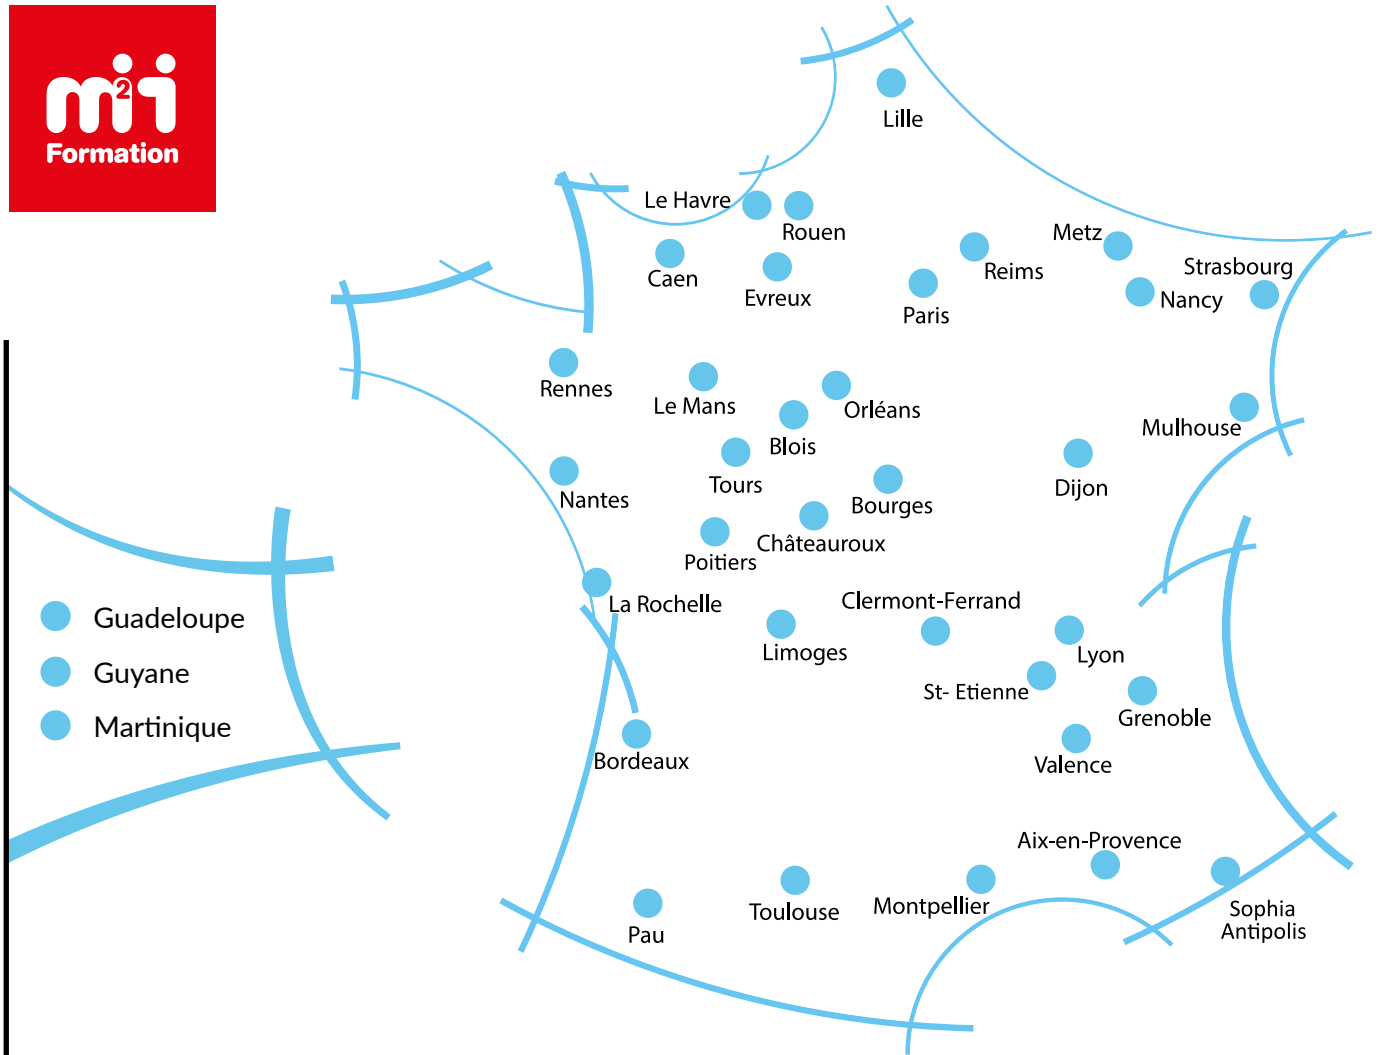 m2i
Formation
Lille
Le Havre
Rouen
Caen
Evreux
Paris
Reims
Metz
Nancy
Strasbourg
Rennes
Le Mans
Orléans
Blois
Mulhouse
Tours
Nantes
Bourges
Dijon
Châteauroux
Poitiers
La Rochelle
Clermont-Ferrand
Limoges
Lyon
St- Etienne
Grenoble
Bordeaux
Valence
Aix-en-Provence
Montpellier
Toulouse
Pau
Sophia
Antipolis
Guadeloupe
Guyane
Martinique